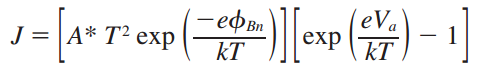 J = [A* T² exp (−eϕ_Bn / kT)] [exp (eV_a / kT) − 1]